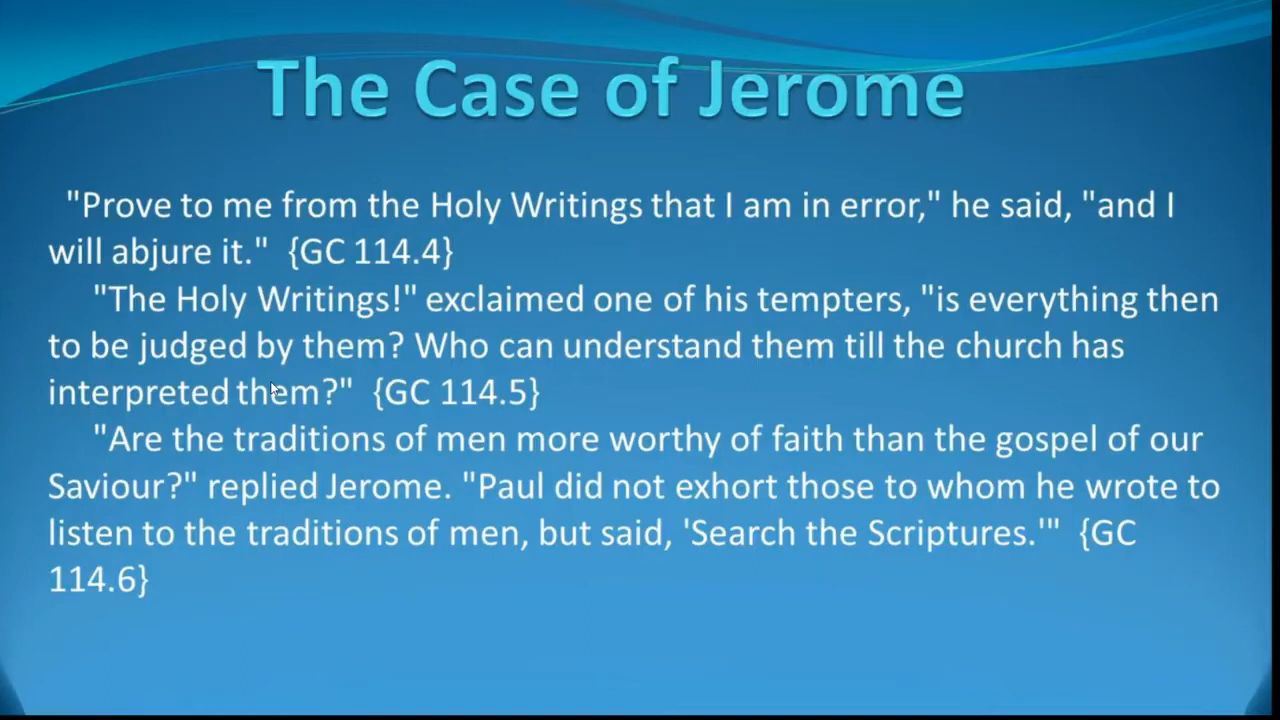 The Case of Jerome
"Prove to me from the Holy Writings that I am in error," he said, "and I
will abjure it."  {GC 114.4}
"The Holy Writings!" exclaimed one of his tempters, "is everything then
to be judged by them? Who can understand them till the church has
interpreted them?"  {GC 114.5}
"Are the traditions of men more worthy of faith than the gospel of our
Saviour?" replied Jerome. "Paul did not exhort those to whom he wrote to
listen to the traditions of men, but said, 'Search the Scriptures.'"  {GC
114.6}